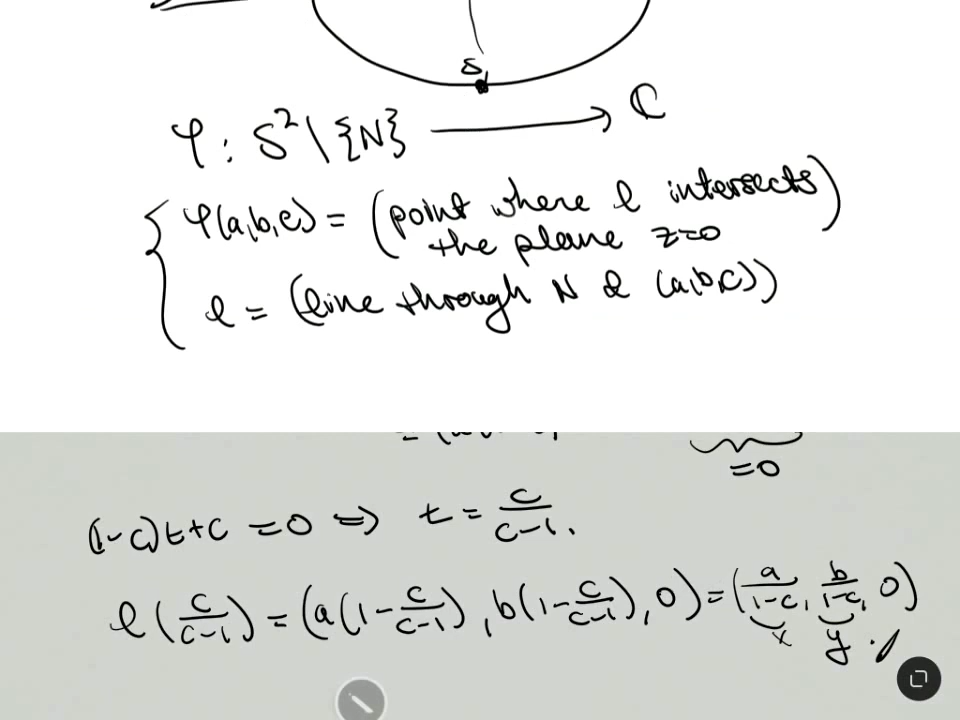 S
φ: S²\{N} ⟶ ℂ
φ(a,b,c) = (point where l intersects
the plane z=0)
l = (line through N & (a,b,c))
=0
(1-c)t+c =0 ⇒ t = c/(c-1).
l(c/(c-1)) = (a(1-c/(c-1)), b(1-c/(c-1)), 0) = (a/(1-c), b/(1-c), 0)
x y